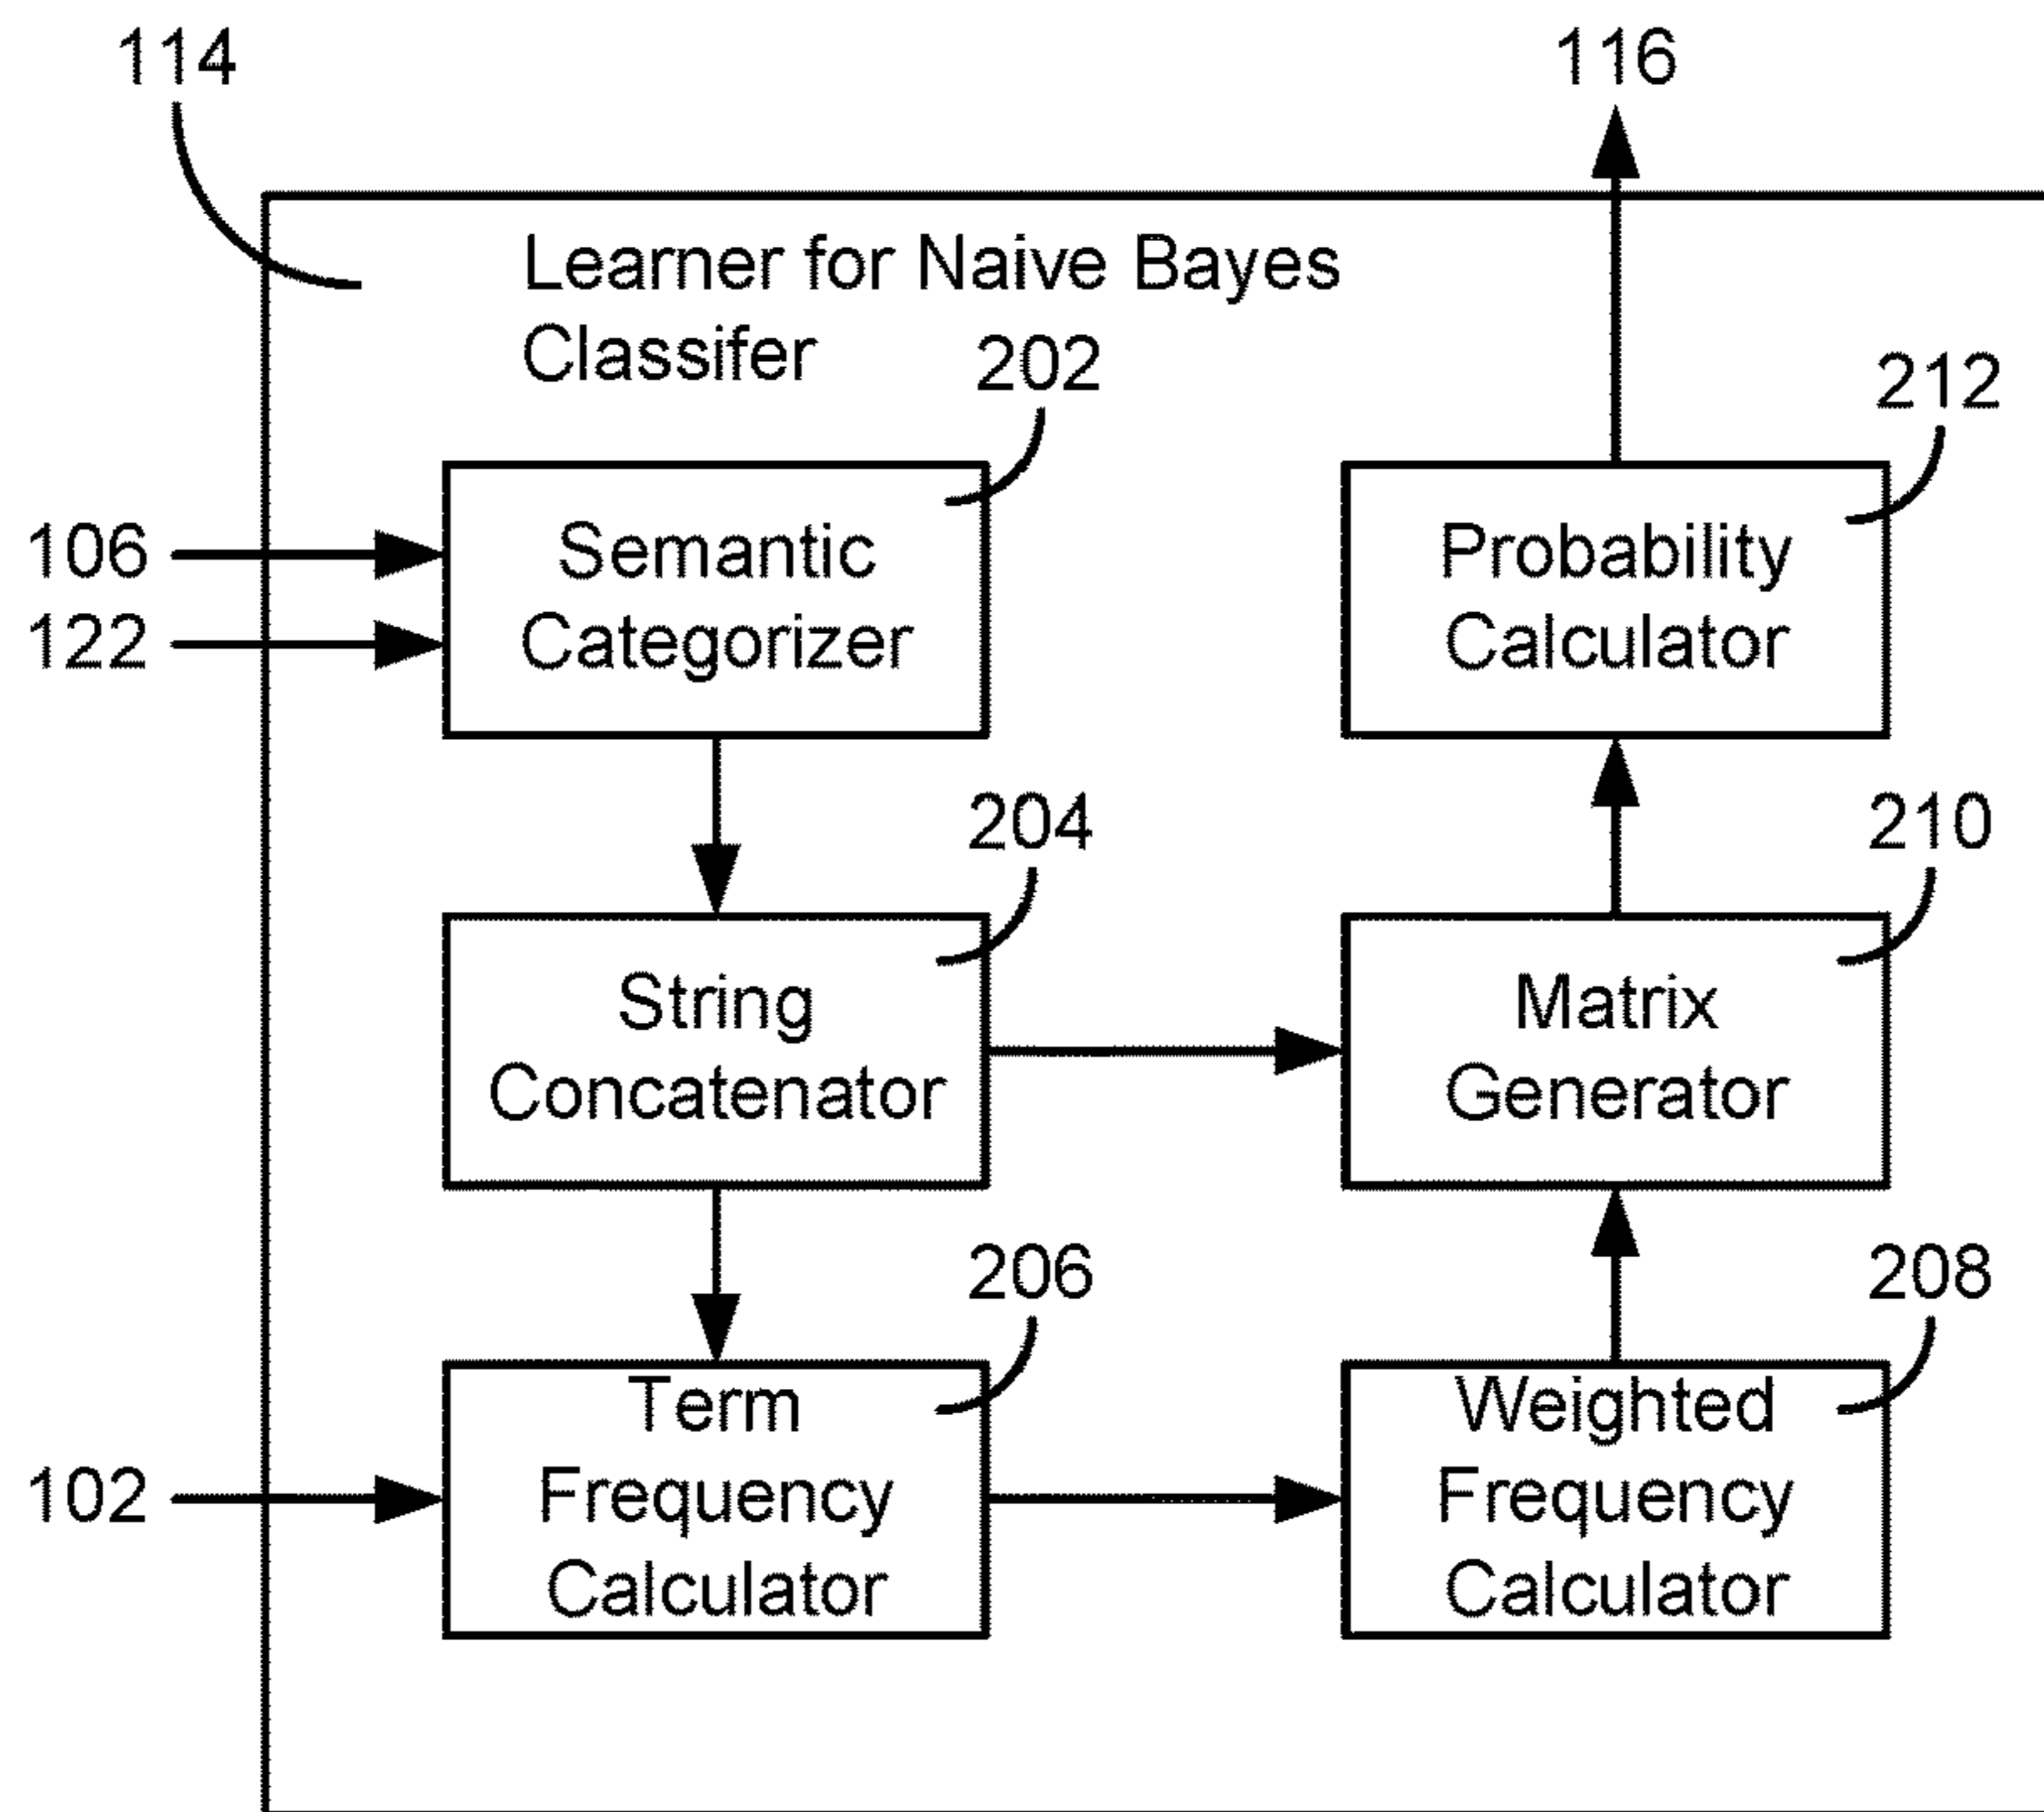 114
116
Learner for Naive Bayes
Classifer
202
212
106
122
Semantic
Categorizer
Probability
Calculator
204
210
String
Concatenator
Matrix
Generator
206
208
102
Term
Frequency
Calculator
Weighted
Frequency
Calculator